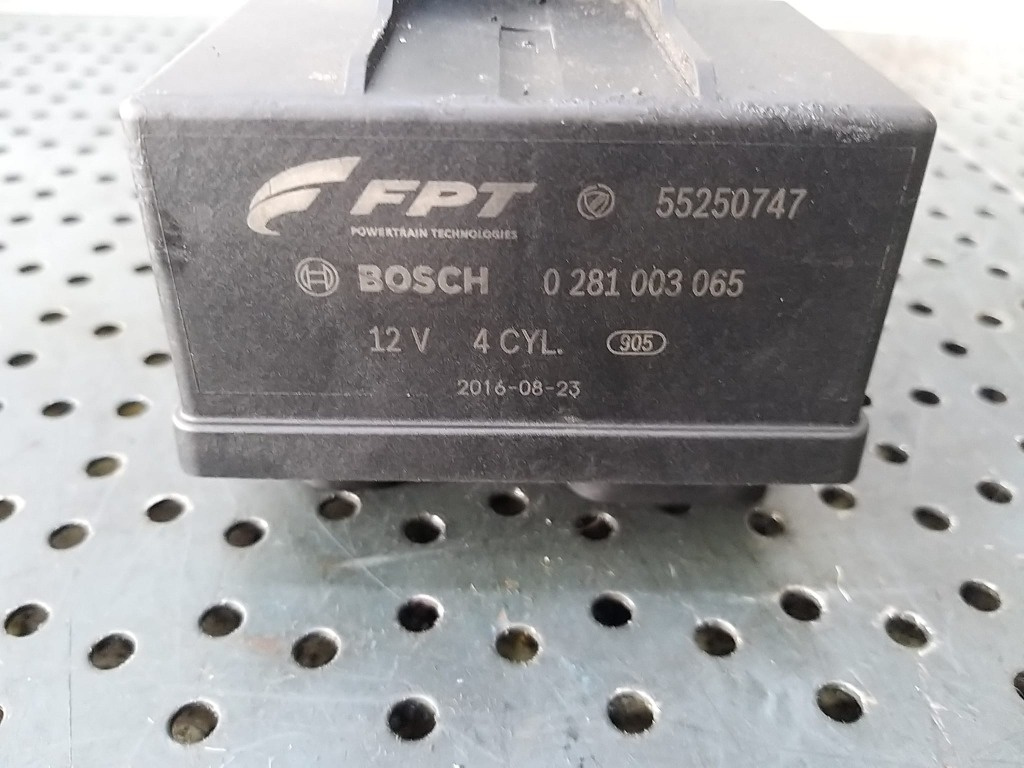 FPT 55250747
POWERTRAIN TECHNOLOGIES
BOSCH 0 281 003 065
12 V 4 CYL. 905
2016-08-23